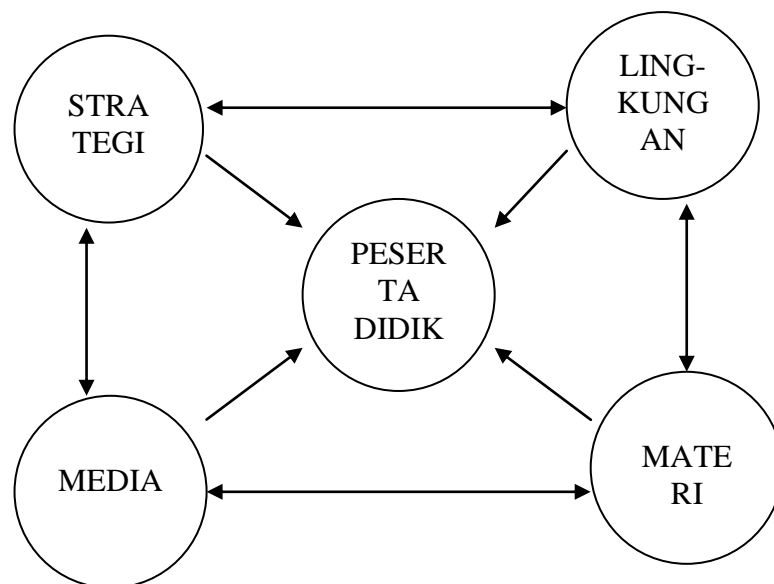 STRA
TEGI
LING-
KUNG
AN
PESER
TA
DIDIK
MEDIA
MATE
RI